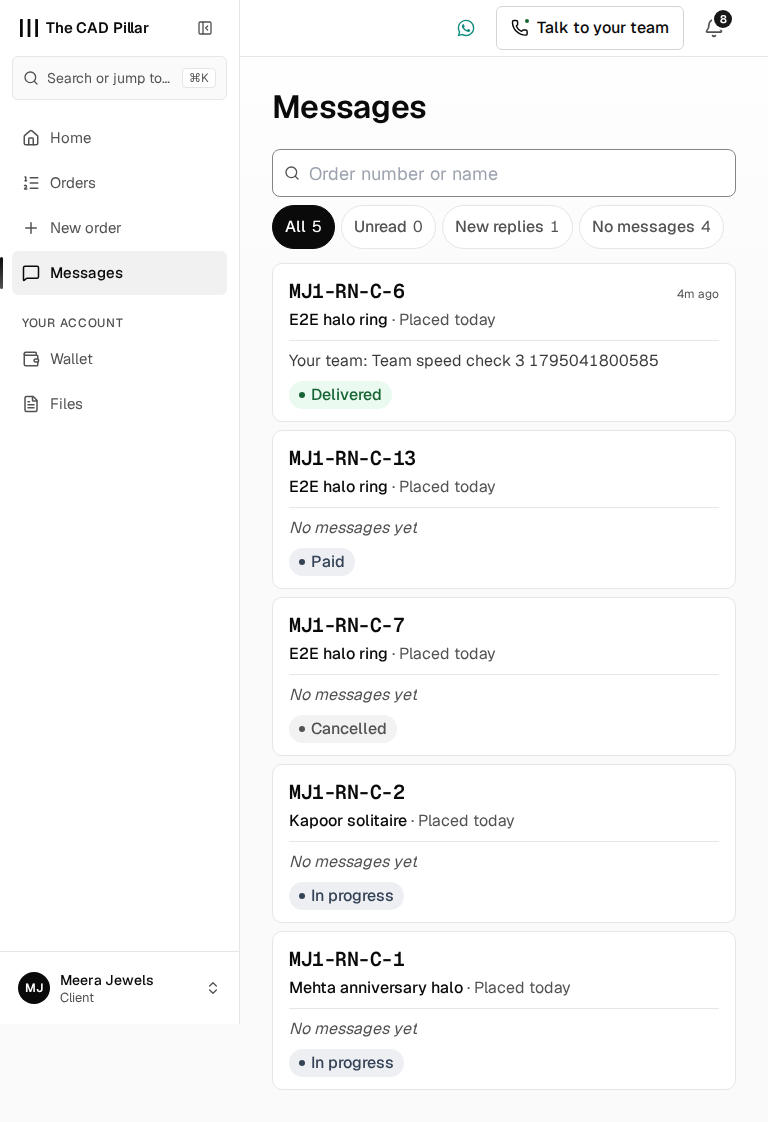 The CAD Pillar
Search or jump to… ⌘K
Home
Orders
New order
Messages
YOUR ACCOUNT
Wallet
Files
MJ Meera Jewels
Client
Talk to your team
8
Messages
Order number or name
All 5 Unread 0 New replies 1 No messages 4
MJ1-RN-C-6 4m ago
E2E halo ring · Placed today
Your team: Team speed check 3 1795041800585
Delivered
MJ1-RN-C-13
E2E halo ring · Placed today
No messages yet
Paid
MJ1-RN-C-7
E2E halo ring · Placed today
No messages yet
Cancelled
MJ1-RN-C-2
Kapoor solitaire · Placed today
No messages yet
In progress
MJ1-RN-C-1
Mehta anniversary halo · Placed today
No messages yet
In progress